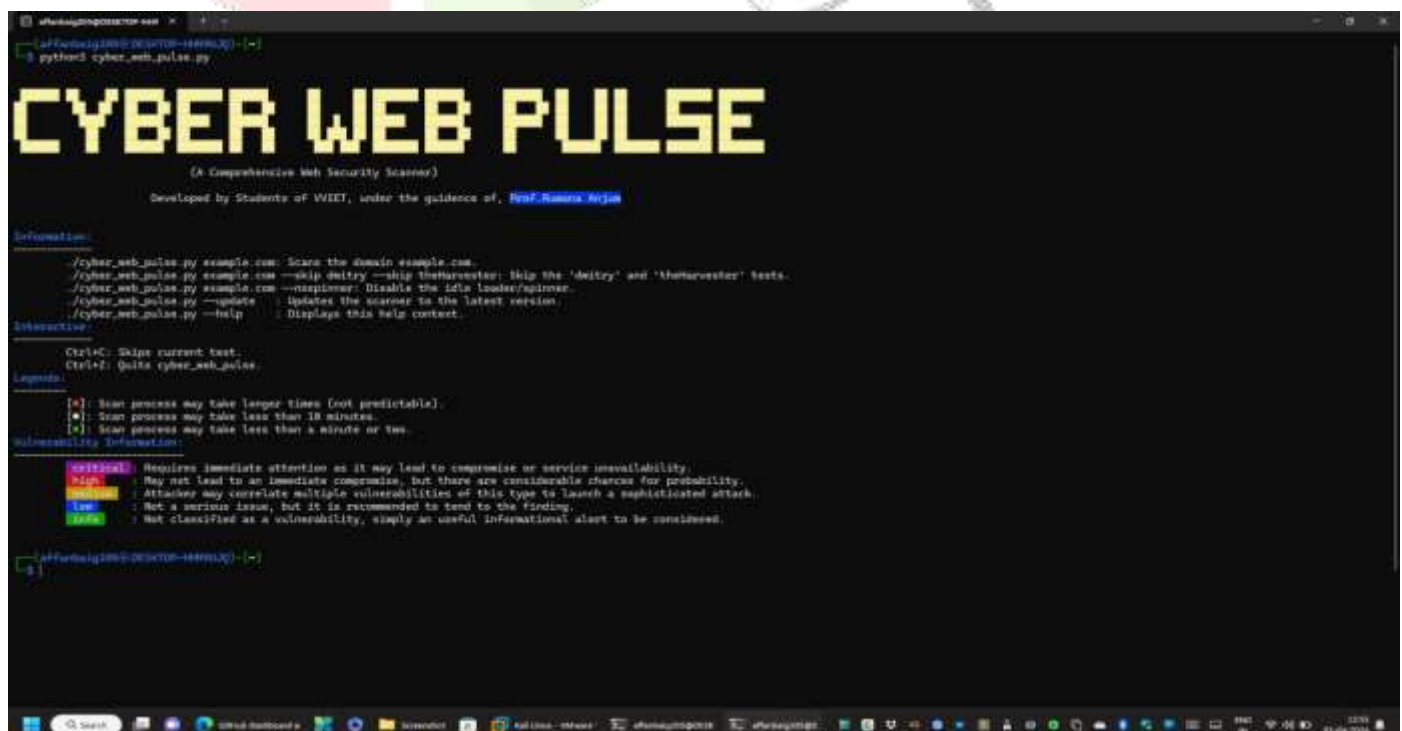 $ python3 cyber_web_pulse.py
CYBER WEB PULSE
(A Comprehensive Web Security Scanner)
Developed by Students of VVIET, under the guidence of, Prof.
Information:
./cyber_web_pulse.py example.com: Scans the domain example.com.
./cyber_web_pulse.py example.com --skip dmitry --skip theHarvester: Skip the 'dmitry' and 'theHarvester' tests.
./cyber_web_pulse.py example.com --nospinner: Disable the idle loader/spinner.
./cyber_web_pulse.py --update : Updates the scanner to the latest version.
./cyber_web_pulse.py --help : Displays this help context.
Interactive:
Ctrl+C: Skips current test.
Ctrl+Z: Quits cyber_web_pulse.
Legends:
[●]: Scan process may take longer times (not predictable).
[●]: Scan process may take less than 10 minutes.
[●]: Scan process may take less than a minute or two.
Vulnerability Information:
critical : Requires immediate attention as it may lead to compromise or service unavailability.
high : May not lead to an immediate compromise, but there are considerable chances for probability.
medium : Attacker may correlate multiple vulnerabilities of this type to launch a sophisticated attack.
low : Not a serious issue, but it is recommended to tend to the finding.
info : Not classified as a vulnerability, simply an useful informational alert to be considered.
$
Search